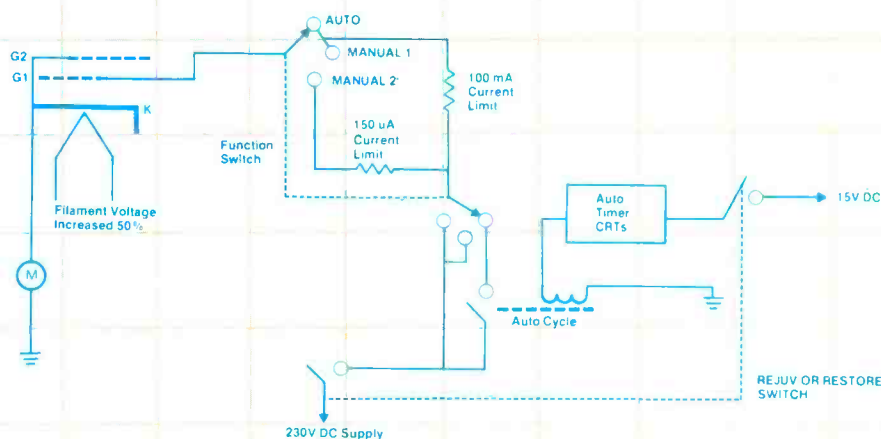 AUTO
MANUAL 1
MANUAL 2
G2
G1
K
100 mA
Current
Limit
150 uA
Current
Limit
Function
Switch
Filament Voltage
Increased 50%
M
Auto
Timer
CRTs
15V DC
Auto Cycle
REJUV OR RESTORE
SWITCH
230V DC Supply